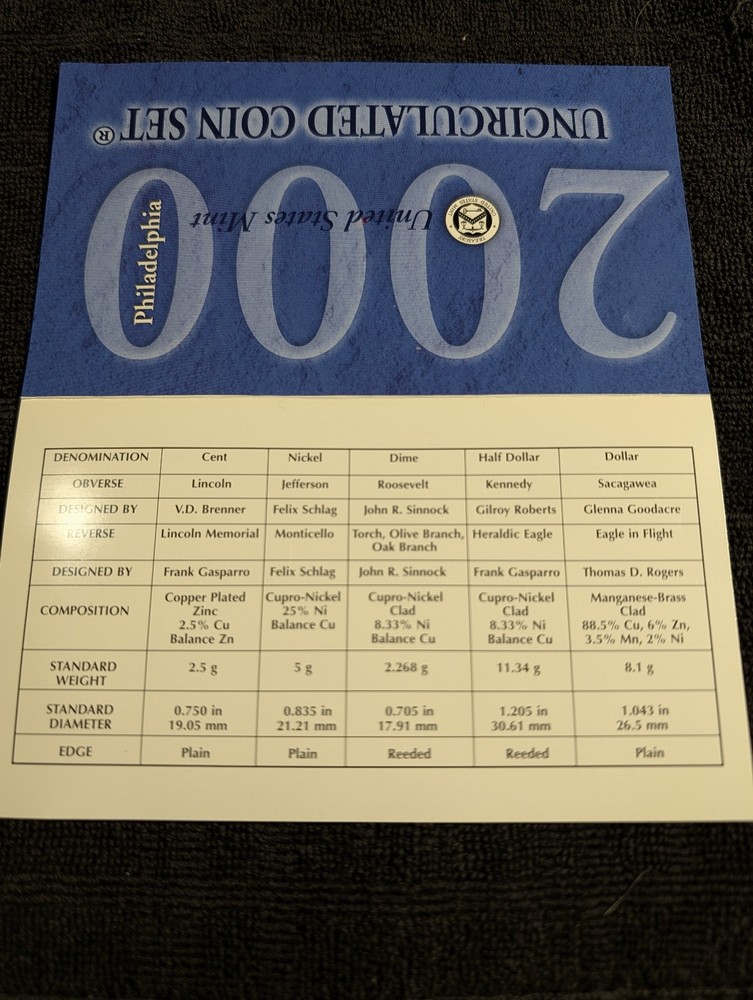 UNCIRCULATED COIN SET®
United States Mint
2000
Philadelphia
DENOMINATION Cent Nickel Dime Half Dollar Dollar
OBVERSE Lincoln Jefferson Roosevelt Kennedy Sacagawea
DESIGNED BY V.D. Brenner Felix Schlag John R. Sinnock Gilroy Roberts Glenna Goodacre
REVERSE Lincoln Memorial Monticello Torch, Olive Branch, Heraldic Eagle Eagle in Flight
Oak Branch
DESIGNED BY Frank Gasparro Felix Schlag John R. Sinnock Frank Gasparro Thomas D. Rogers
COMPOSITION Copper Plated Cupro-Nickel Cupro-Nickel Cupro-Nickel Manganese-Brass
Zinc 25% Ni Clad Clad Clad
2.5% Cu Balance Cu 8.33% Ni 8.33% Ni 88.5% Cu, 6% Zn,
Balance Zn Balance Cu Balance Cu 3.5% Mn, 2% Ni
STANDARD 2.5 g 5 g 2.268 g 11.34 g 8.1 g
WEIGHT
STANDARD 0.750 in 0.835 in 0.705 in 1.205 in 1.043 in
DIAMETER 19.05 mm 21.21 mm 17.91 mm 30.61 mm 26.5 mm
EDGE Plain Plain Reeded Reeded Plain